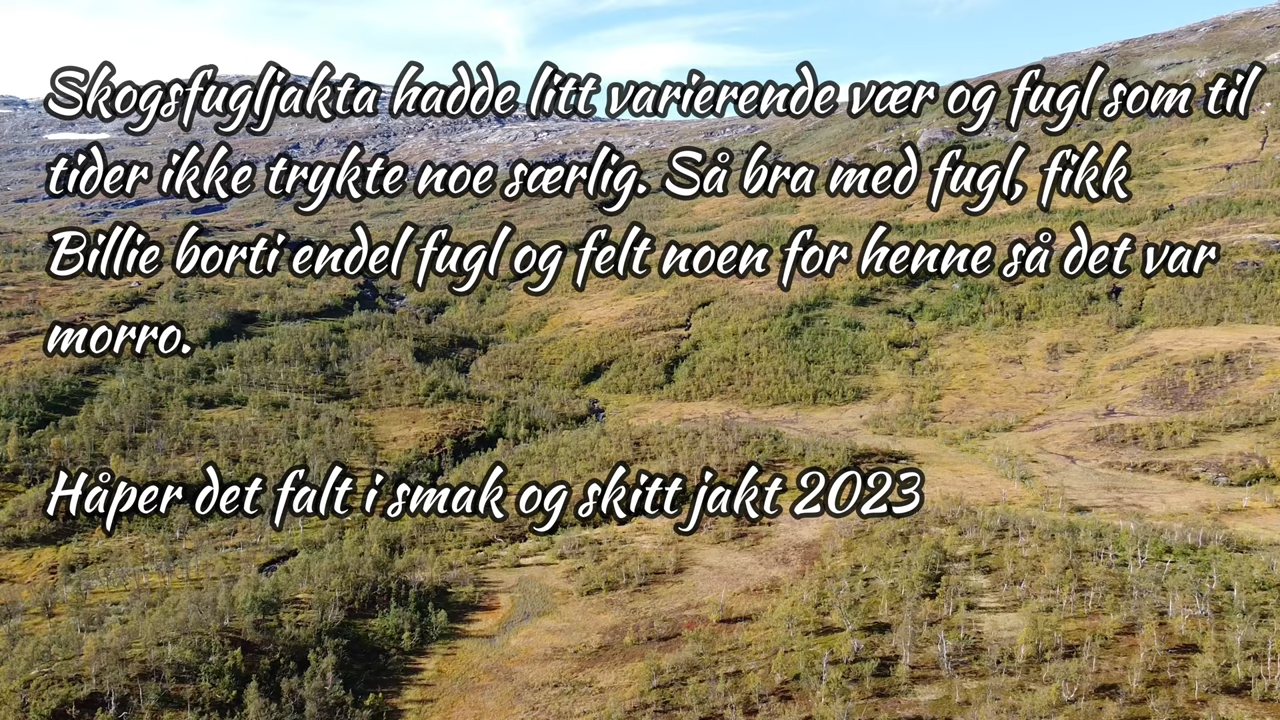 Skogsfugljakta hadde litt varierende vær og fugl som til
tider ikke trykte noe særlig. Så bra med fugl, fikk
Billie borti endel fugl og felt noen for henne så det var
morro.
Håper det falt i smak og skitt jakt 2023